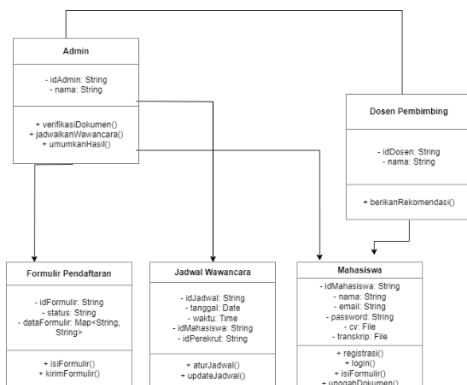 Admin
- idAdmin: String
- nama: String
+ verifikasiDokumen()
+ jadwalkanWawancara()
+ umumkanHasil()
Dosen Pembimbing
- idDosen: String
- nama: String
+ berikanRekomendasi()
Formulir Pendaftaran
- idFormulir: String
- status: String
- dataFormulir: Map<String,
String>
+ isiFormulir()
+ kirimFormulir()
Jadwal Wawancara
- idJadwal: String
- tanggal: Date
- waktu: Time
- idMahasiswa: String
- idPerekrut: String
+ aturJadwal()
+ updateJadwal()
Mahasiswa
- idMahasiswa: String
- nama: String
- email: String
- password: String
- cv: File
- transkrip: File
+ registrasi()
+ login()
+ isiFormulir()
+ unggahDokumen()